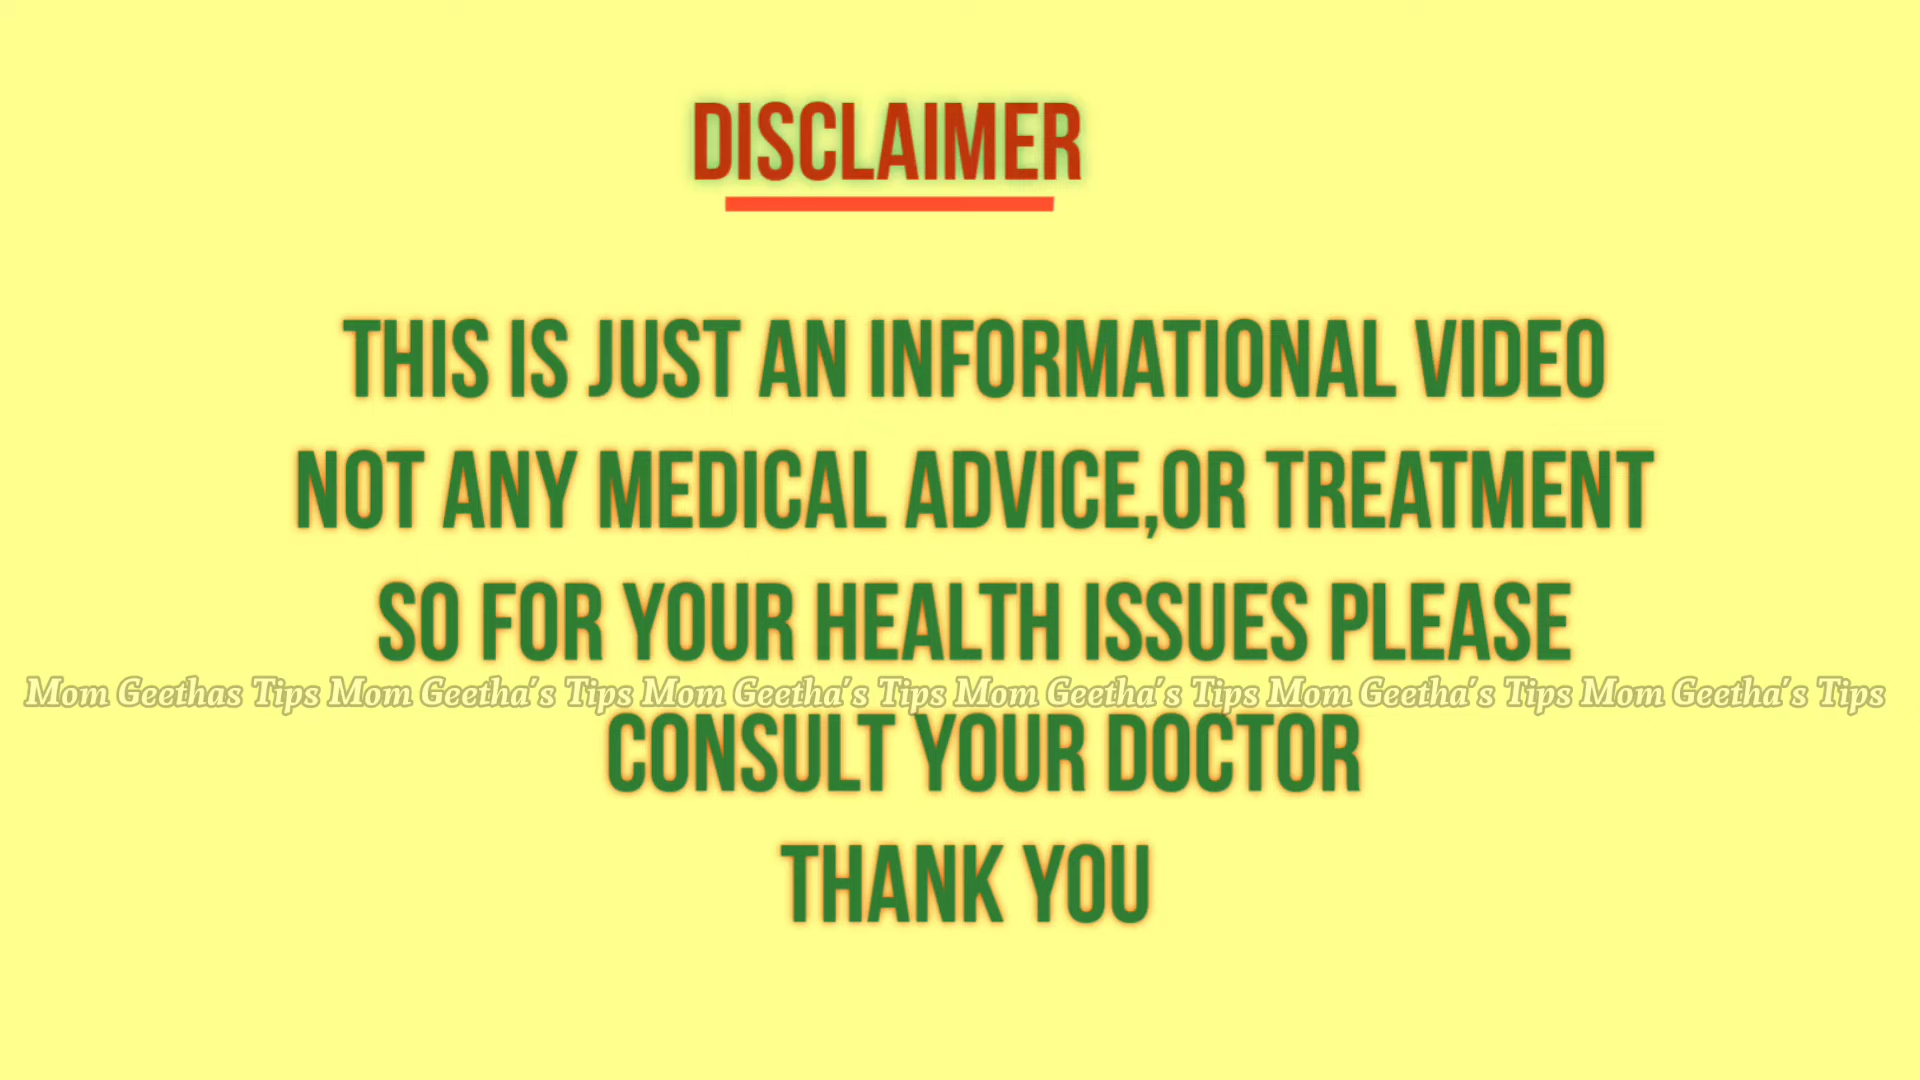 DISCLAIMER
THIS IS JUST AN INFORMATIONAL VIDEO
NOT ANY MEDICAL ADVICE,OR TREATMENT
SO FOR YOUR HEALTH ISSUES PLEASE
Mom Geethas Tips Mom Geetha's Tips Mom Geetha's Tips Mom Geetha's Tips Mom Geetha's Tips Mom Geetha's Tips
CONSULT YOUR DOCTOR
THANK YOU